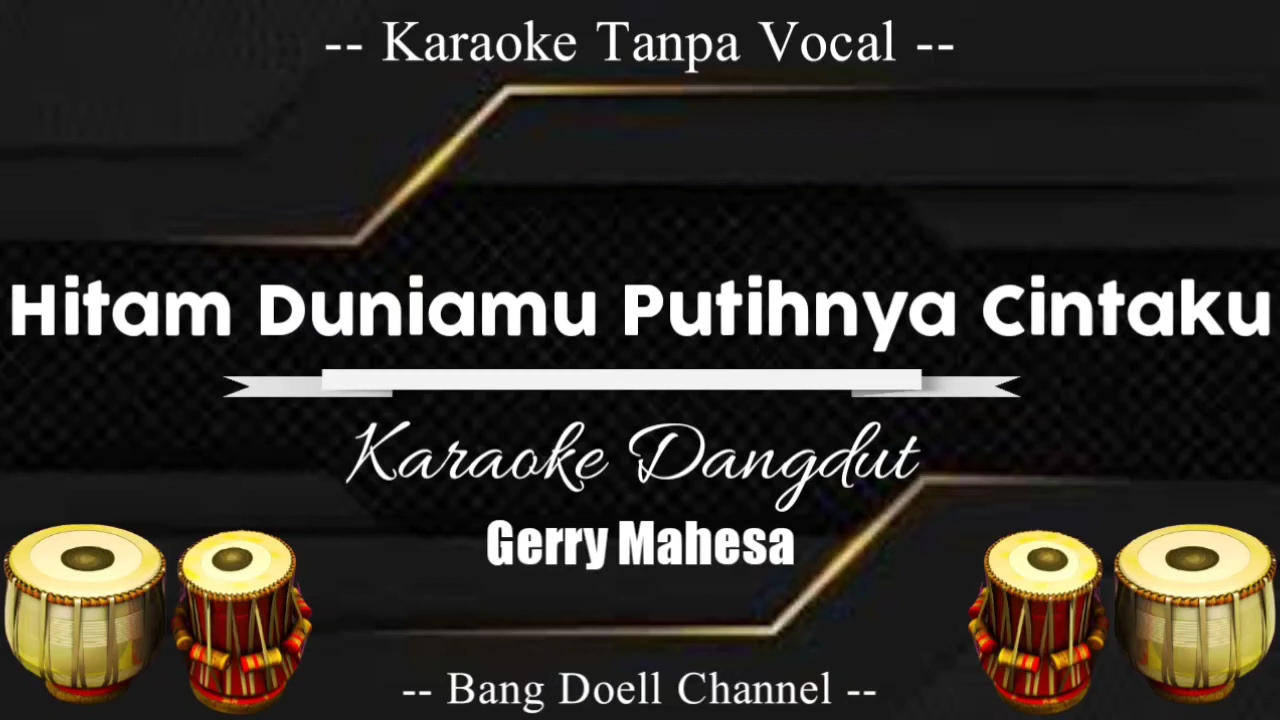 -- Karaoke Tanpa Vocal --
Hitam Duniamu Putihnya Cintaku
Karaoke Dangdut
Gerry Mahesa
-- Bang Doell Channel --